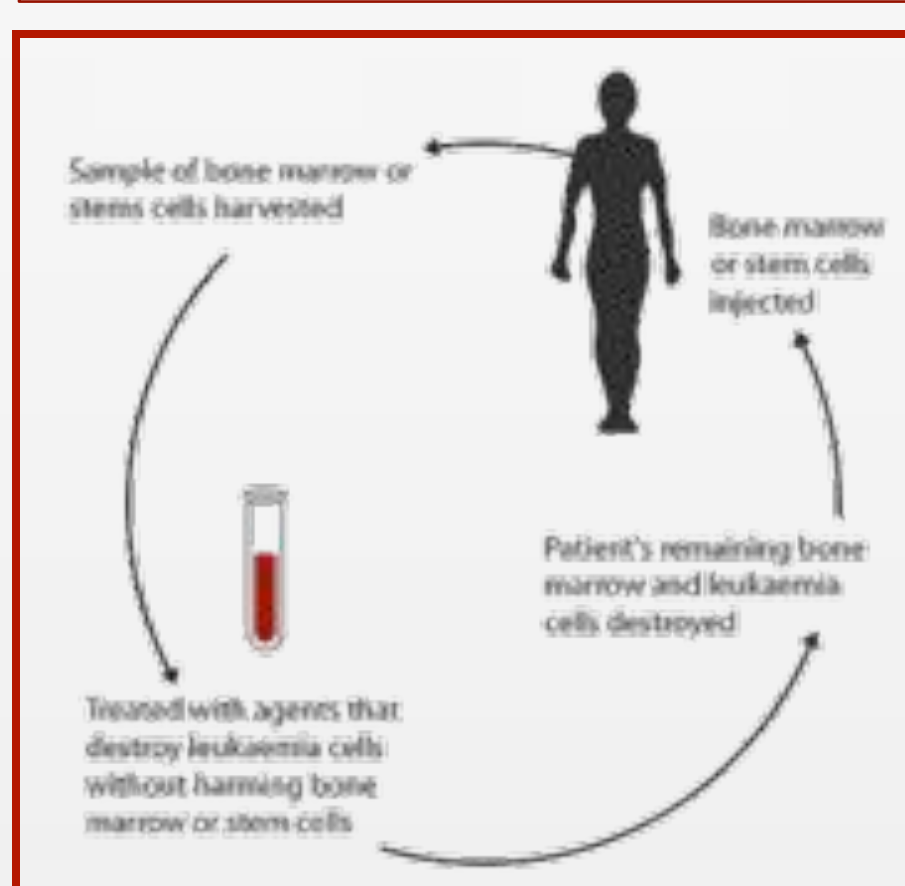 Sample of bone marrow or
stems cells harvested
Bone marrow
or stem cells
injected
Patient's remaining bone
marrow and leukaemia
cells destroyed
Treated with agents that
destroy leukaemia cells
without harming bone
marrow or stem cells